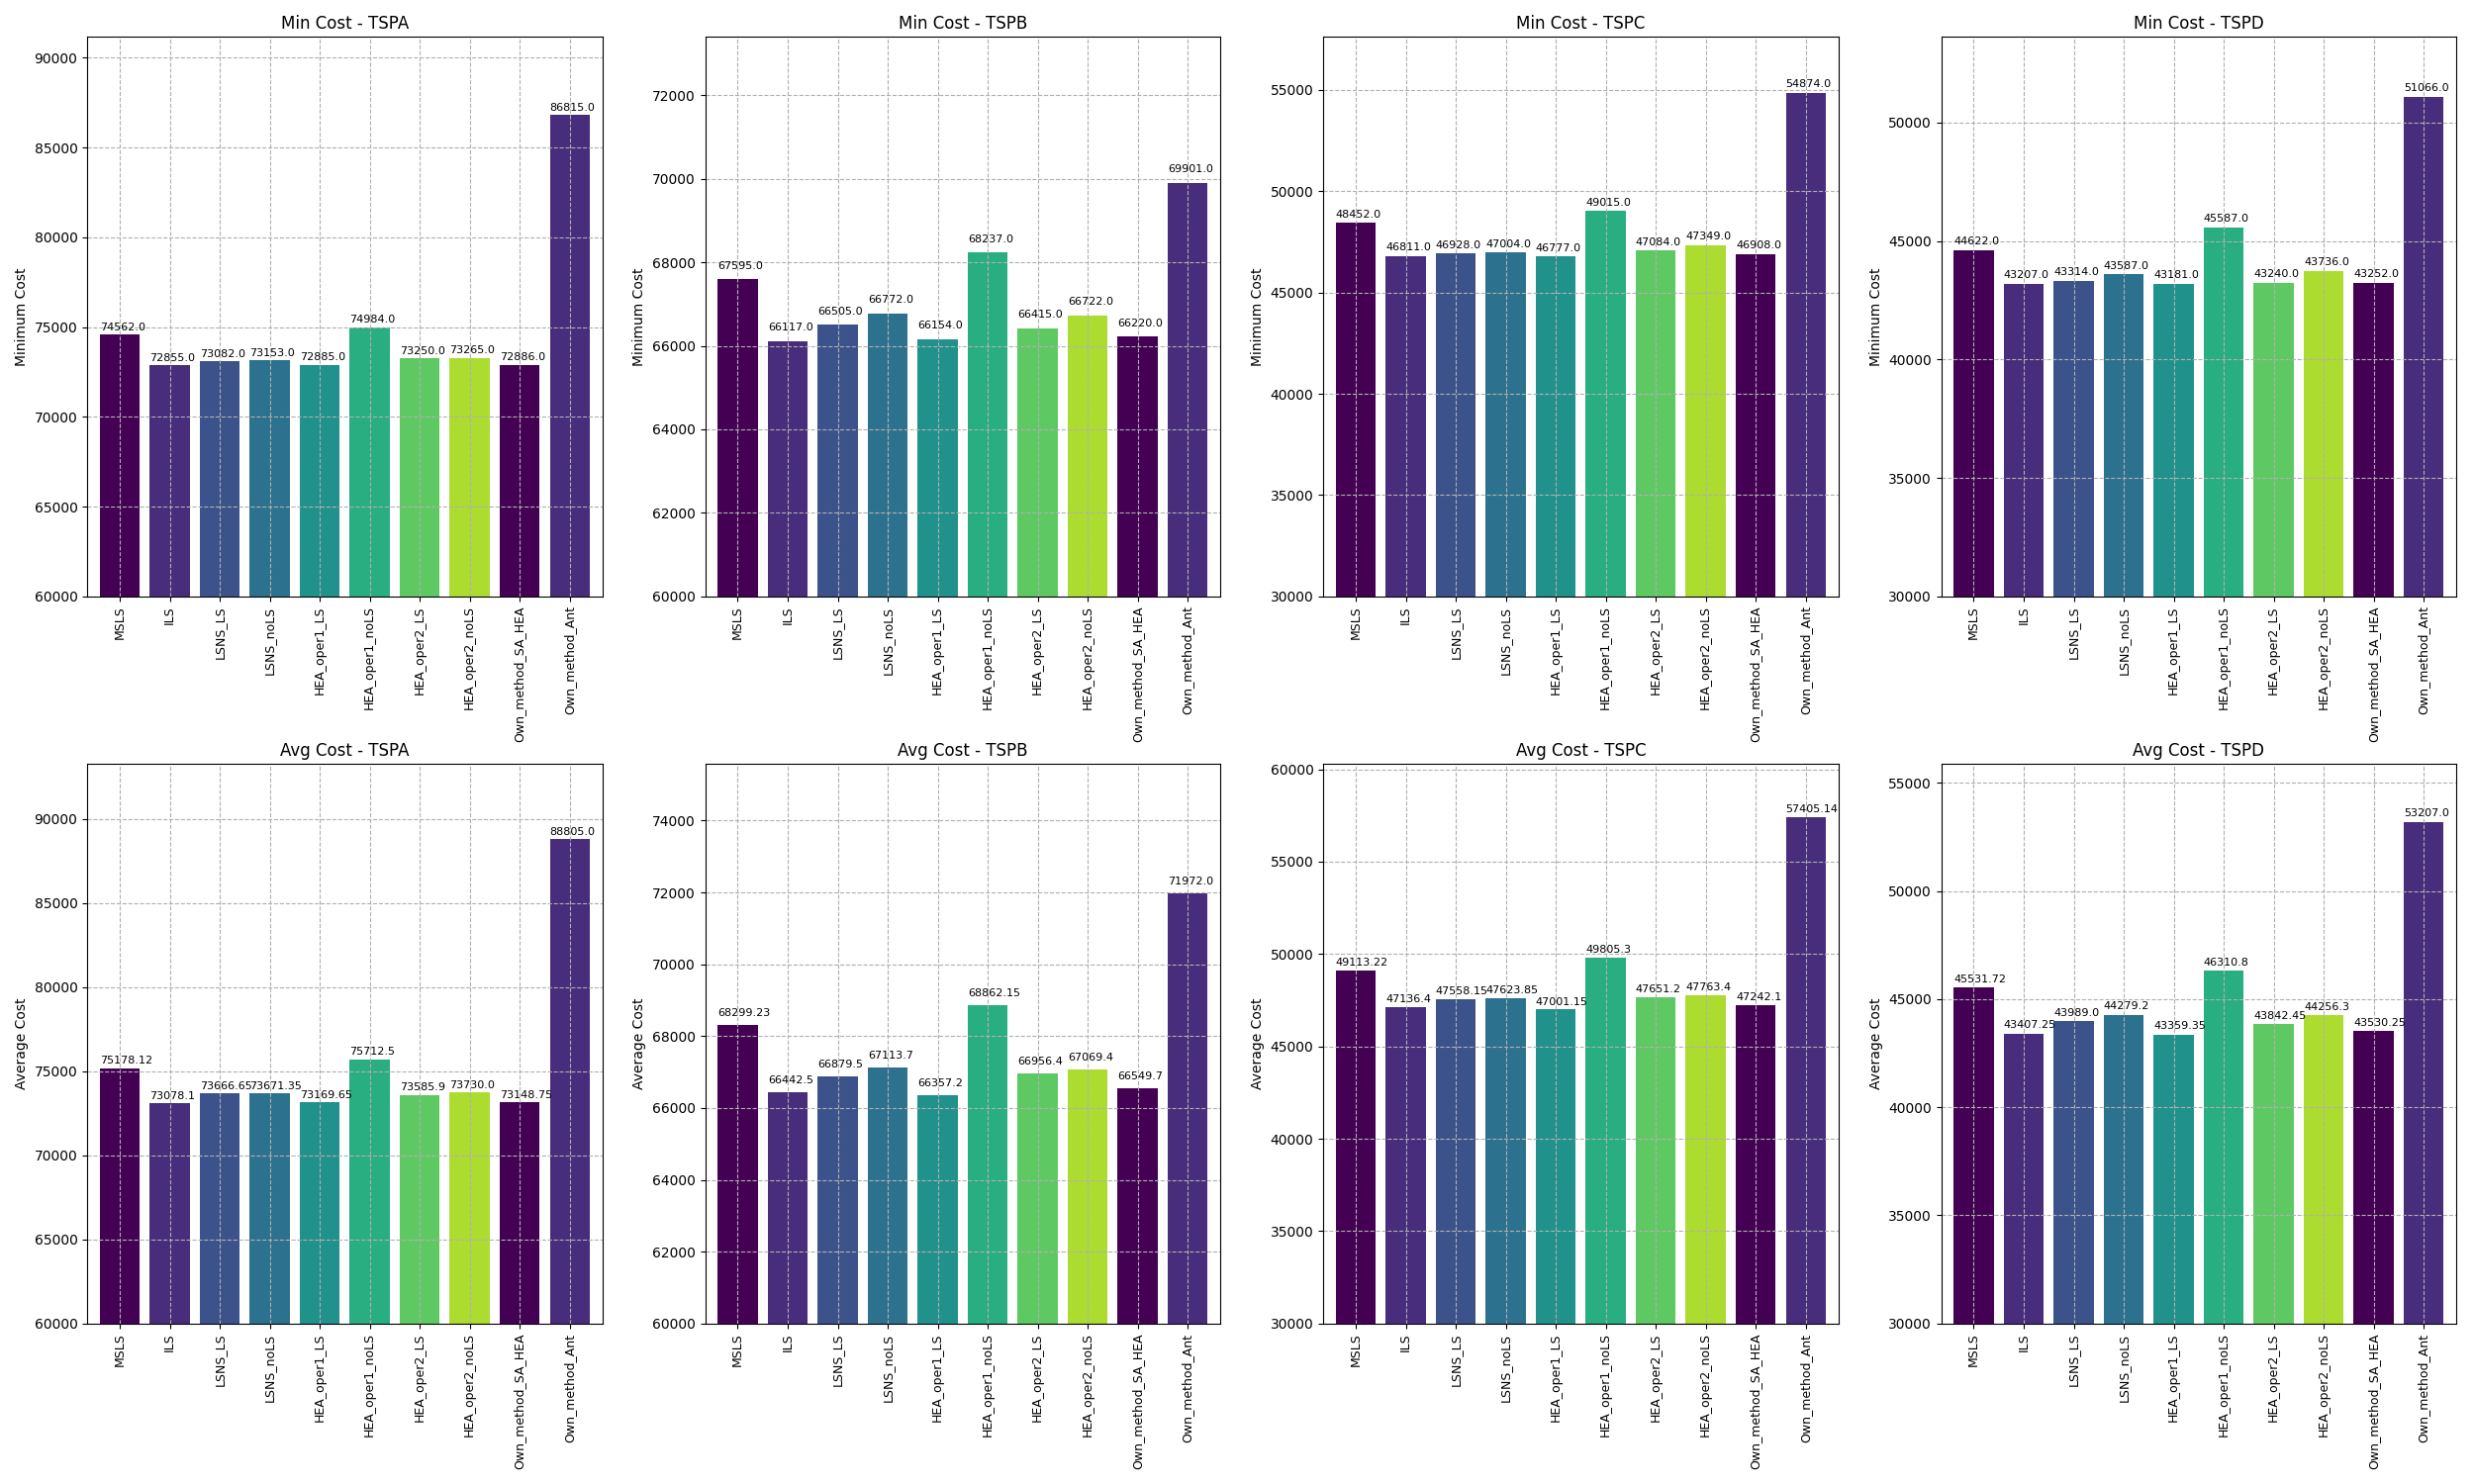 Min Cost - TSPA
Minimum Cost
90000
85000
80000
75000
70000
65000
60000
74562.0
72855.0
73082.0
73153.0
72885.0
74984.0
73250.0
73265.0
72886.0
86815.0
MSLS
ILS
LSNS_LS
LSNS_noLS
HEA_oper1_LS
HEA_oper1_noLS
HEA_oper2_LS
HEA_oper2_noLS
Own_method_SA_HEA
Own_method_Ant
Min Cost - TSPB
Minimum Cost
72000
70000
68000
66000
64000
62000
60000
67595.0
66117.0
66505.0
66772.0
66154.0
68237.0
66415.0
66722.0
66220.0
69901.0
MSLS
ILS
LSNS_LS
LSNS_noLS
HEA_oper1_LS
HEA_oper1_noLS
HEA_oper2_LS
HEA_oper2_noLS
Own_method_SA_HEA
Own_method_Ant
Min Cost - TSPC
Minimum Cost
55000
50000
45000
40000
35000
30000
48452.0
46811.0
46928.0
47004.0
46777.0
49015.0
47084.0
47349.0
46908.0
54874.0
MSLS
ILS
LSNS_LS
LSNS_noLS
HEA_oper1_LS
HEA_oper1_noLS
HEA_oper2_LS
HEA_oper2_noLS
Own_method_SA_HEA
Own_method_Ant
Min Cost - TSPD
Minimum Cost
50000
45000
40000
35000
30000
44622.0
43207.0
43314.0
43587.0
43181.0
45587.0
43240.0
43736.0
43252.0
51066.0
MSLS
ILS
LSNS_LS
LSNS_noLS
HEA_oper1_LS
HEA_oper1_noLS
HEA_oper2_LS
HEA_oper2_noLS
Own_method_SA_HEA
Own_method_Ant
Avg Cost - TSPA
Average Cost
90000
85000
80000
75000
70000
65000
60000
75178.12
73078.1
73666.65
73671.35
73169.65
75712.5
73585.9
73730.0
73148.75
88805.0
MSLS
ILS
LSNS_LS
LSNS_noLS
HEA_oper1_LS
HEA_oper1_noLS
HEA_oper2_LS
HEA_oper2_noLS
Own_method_SA_HEA
Own_method_Ant
Avg Cost - TSPB
Average Cost
74000
72000
70000
68000
66000
64000
62000
60000
68299.23
66442.5
66879.5
67113.7
66357.2
68862.15
66956.4
67069.4
66549.7
71972.0
MSLS
ILS
LSNS_LS
LSNS_noLS
HEA_oper1_LS
HEA_oper1_noLS
HEA_oper2_LS
HEA_oper2_noLS
Own_method_SA_HEA
Own_method_Ant
Avg Cost - TSPC
Average Cost
60000
55000
50000
45000
40000
35000
30000
49113.22
47136.4
47558.15
47623.85
47001.15
49805.3
47651.2
47763.4
47242.1
57405.14
MSLS
ILS
LSNS_LS
LSNS_noLS
HEA_oper1_LS
HEA_oper1_noLS
HEA_oper2_LS
HEA_oper2_noLS
Own_method_SA_HEA
Own_method_Ant
Avg Cost - TSPD
Average Cost
55000
50000
45000
40000
35000
30000
45531.72
43407.25
43989.0
44279.2
43359.35
46310.8
43842.45
44256.3
43530.25
53207.0
MSLS
ILS
LSNS_LS
LSNS_noLS
HEA_oper1_LS
HEA_oper1_noLS
HEA_oper2_LS
HEA_oper2_noLS
Own_method_SA_HEA
Own_method_Ant